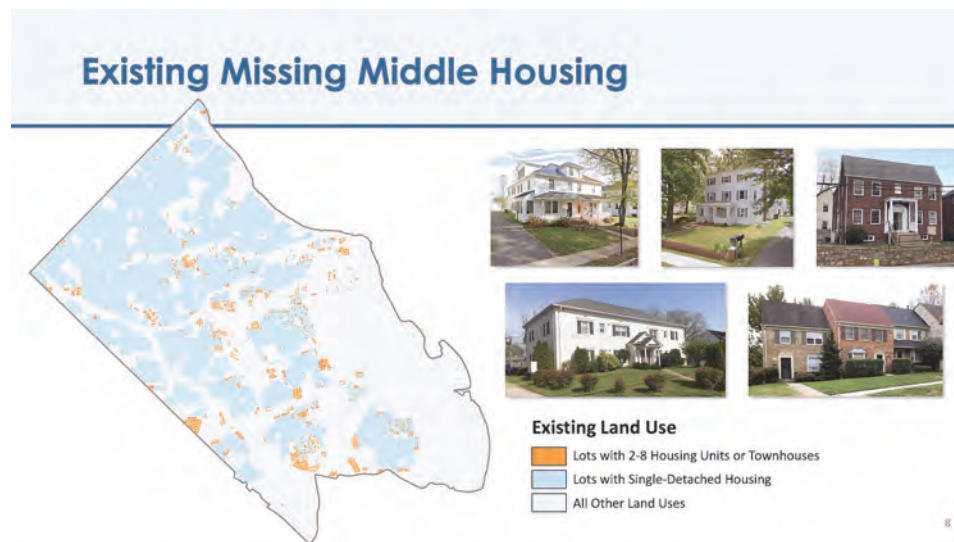 Existing Missing Middle Housing
Existing Land Use
Lots with 2-8 Housing Units or Townhouses
Lots with Single-Detached Housing
All Other Land Uses
8